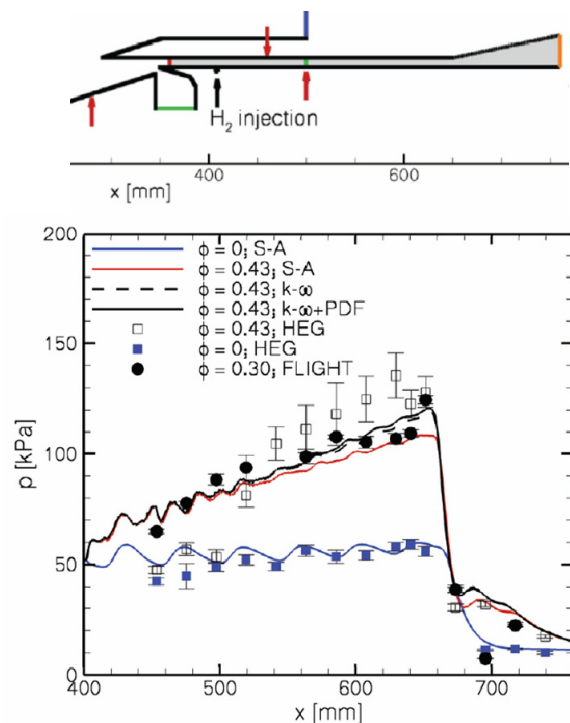 H2 injection
x [mm]
400
600
200
150
100
50
0
p [kPa]
ϕ = 0; S-A
ϕ = 0.43; S-A
ϕ = 0.43; k-ω
ϕ = 0.43; k-ω+PDF
ϕ = 0.43; HEG
ϕ = 0; HEG
ϕ = 0.30; FLIGHT
400
500
600
700
x [mm]